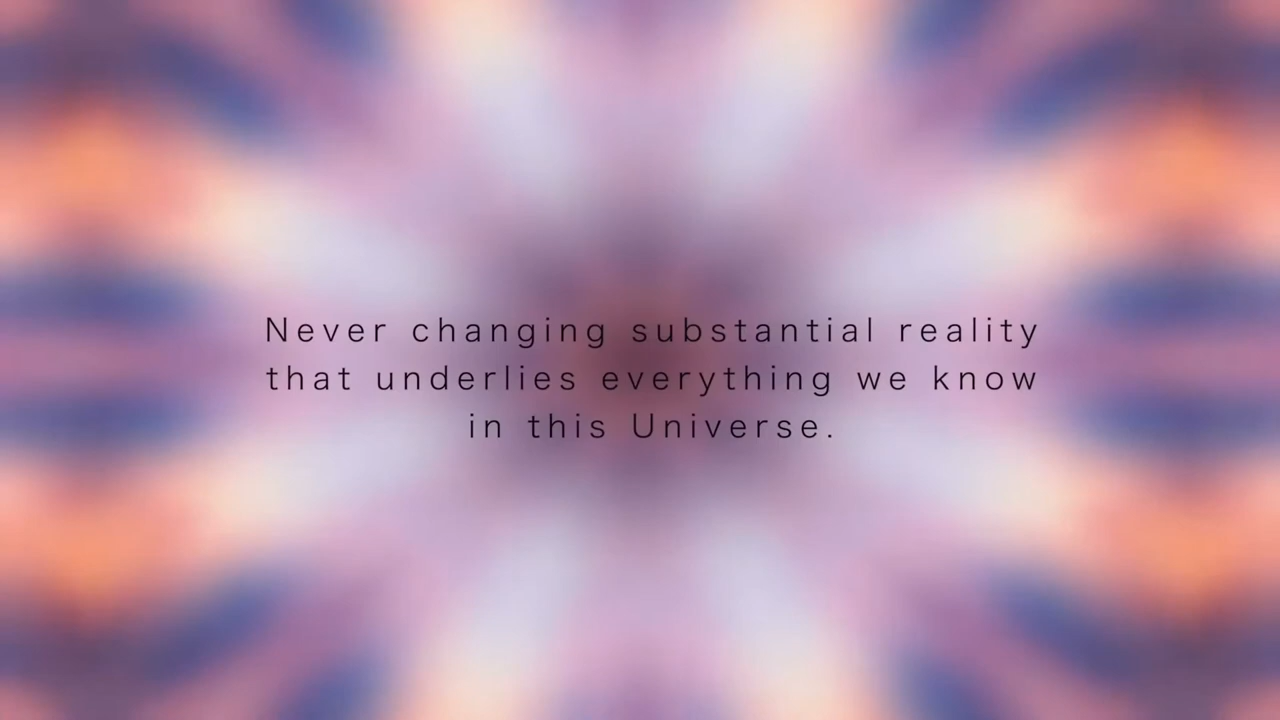 Never changing substantial reality
that underlies everything we know
in this Universe.